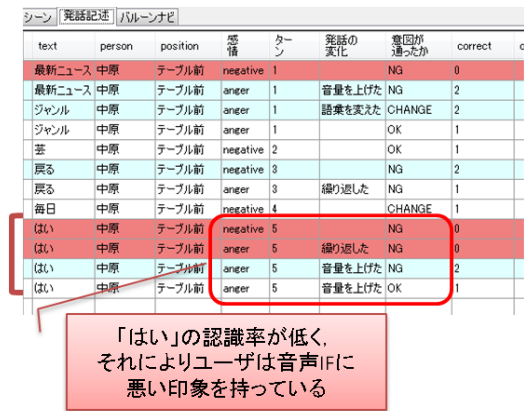 シーン 発話記述 バルーンナビ
text person position 感情 ターン 発話の変化 意図が通ったか correct
最新ニュース 中原 テーブル前 negative 1 NG 0
最新ニュース 中原 テーブル前 anger 1 音量を上げた NG 2
ジャンル 中原 テーブル前 anger 1 語彙を変えた CHANGE 2
ジャンル 中原 テーブル前 anger 1 OK 1
芸 中原 テーブル前 negative 2 OK 1
戻る 中原 テーブル前 negative 3 NG 2
戻る 中原 テーブル前 anger 3 繰り返した NG 1
毎日 中原 テーブル前 negative 4 CHANGE 1
はい 中原 テーブル前 negative 5 NG 0
はい 中原 テーブル前 anger 5 繰り返した NG 0
はい 中原 テーブル前 anger 5 音量を上げた NG 2
はい 中原 テーブル前 anger 5 音量を上げた OK 1
「はい」の認識率が低く,
それによりユーザは音声IFに
悪い印象を持っている